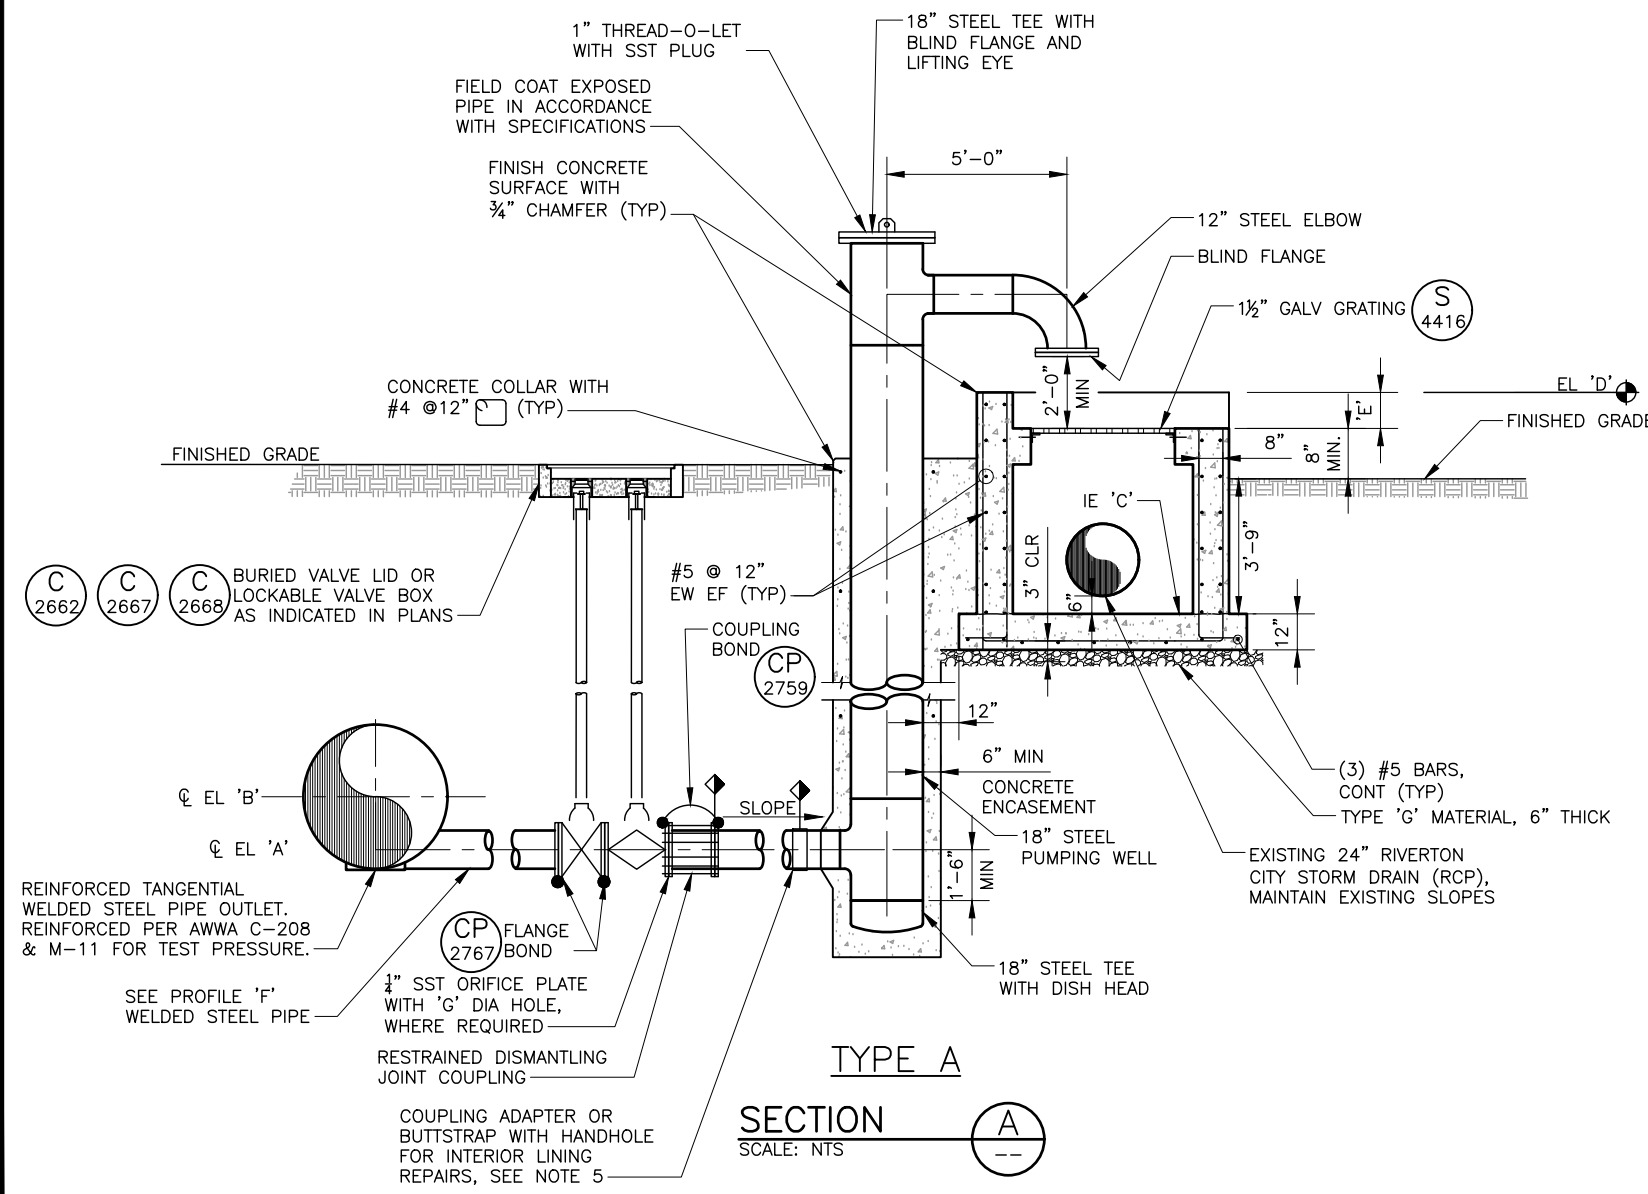 1" THREAD-O-LET
WITH SST PLUG
18" STEEL TEE WITH
BLIND FLANGE AND
LIFTING EYE
FIELD COAT EXPOSED
PIPE IN ACCORDANCE
WITH SPECIFICATIONS
FINISH CONCRETE
SURFACE WITH
¾" CHAMFER (TYP)
5'-0"
12" STEEL ELBOW
BLIND FLANGE
1½" GALV GRATING
S
4416
CONCRETE COLLAR WITH
#4 @12" (TYP)
2'-0"
MIN
EL 'D'
'E'
FINISHED GRADE
FINISHED GRADE
8"
8"
MIN.
IE 'C'
3'-9"
3" CLR
6"
12"
C
2662
C
2667
C
2668
BURIED VALVE LID OR
LOCKABLE VALVE BOX
AS INDICATED IN PLANS
#5 @ 12"
EW EF (TYP)
COUPLING
BOND
CP
2759
12"
6" MIN
CONCRETE
ENCASEMENT
(3) #5 BARS,
CONT (TYP)
TYPE 'G' MATERIAL, 6" THICK
℄ EL 'B'
℄ EL 'A'
SLOPE
18" STEEL
PUMPING WELL
1'-6"
MIN
EXISTING 24" RIVERTON
CITY STORM DRAIN (RCP),
MAINTAIN EXISTING SLOPES
REINFORCED TANGENTIAL
WELDED STEEL PIPE OUTLET.
REINFORCED PER AWWA C-208
& M-11 FOR TEST PRESSURE.
CP
2767
FLANGE
BOND
18" STEEL TEE
WITH DISH HEAD
SEE PROFILE 'F'
WELDED STEEL PIPE
¼" SST ORIFICE PLATE
WITH 'G' DIA HOLE,
WHERE REQUIRED
RESTRAINED DISMANTLING
JOINT COUPLING
COUPLING ADAPTER OR
BUTTSTRAP WITH HANDHOLE
FOR INTERIOR LINING
REPAIRS, SEE NOTE 5
TYPE A
SECTION
SCALE: NTS
A
--